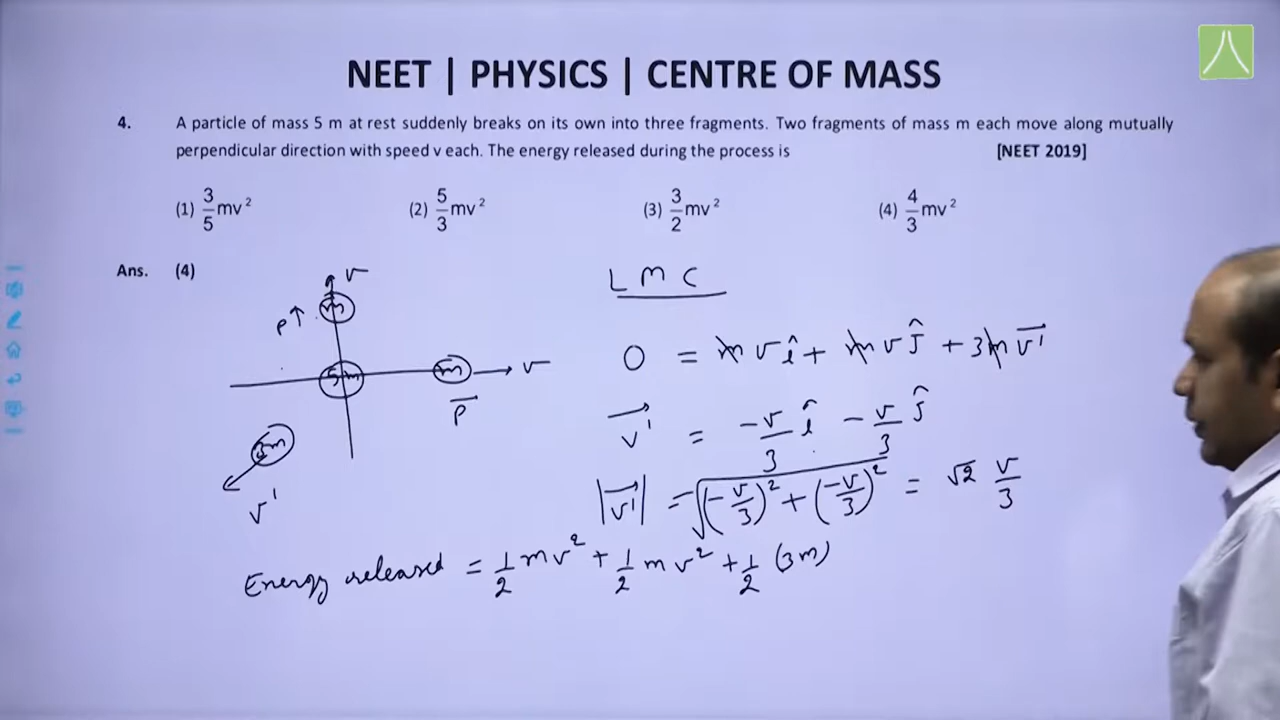 NEET | PHYSICS | CENTRE OF MASS
4. A particle of mass 5 m at rest suddenly breaks on its own into three fragments. Two fragments of mass m each move along mutually
perpendicular direction with speed v each. The energy released during the process is [NEET 2019]
(1) 3/5 mv² (2) 5/3 mv² (3) 3/2 mv² (4) 4/3 mv²
Ans. (4)
v
m
P↑
5m
m
v
P⃗
3m
v'
LMC
0 = mv î + mv ĵ + 3m v⃗'
v⃗' = -v/3 î - v/3 ĵ
|v⃗'| = √((-v/3)² + (-v/3)²) = √2 v/3
Energy released = 1/2 mv² + 1/2 mv² + 1/2 (3m)